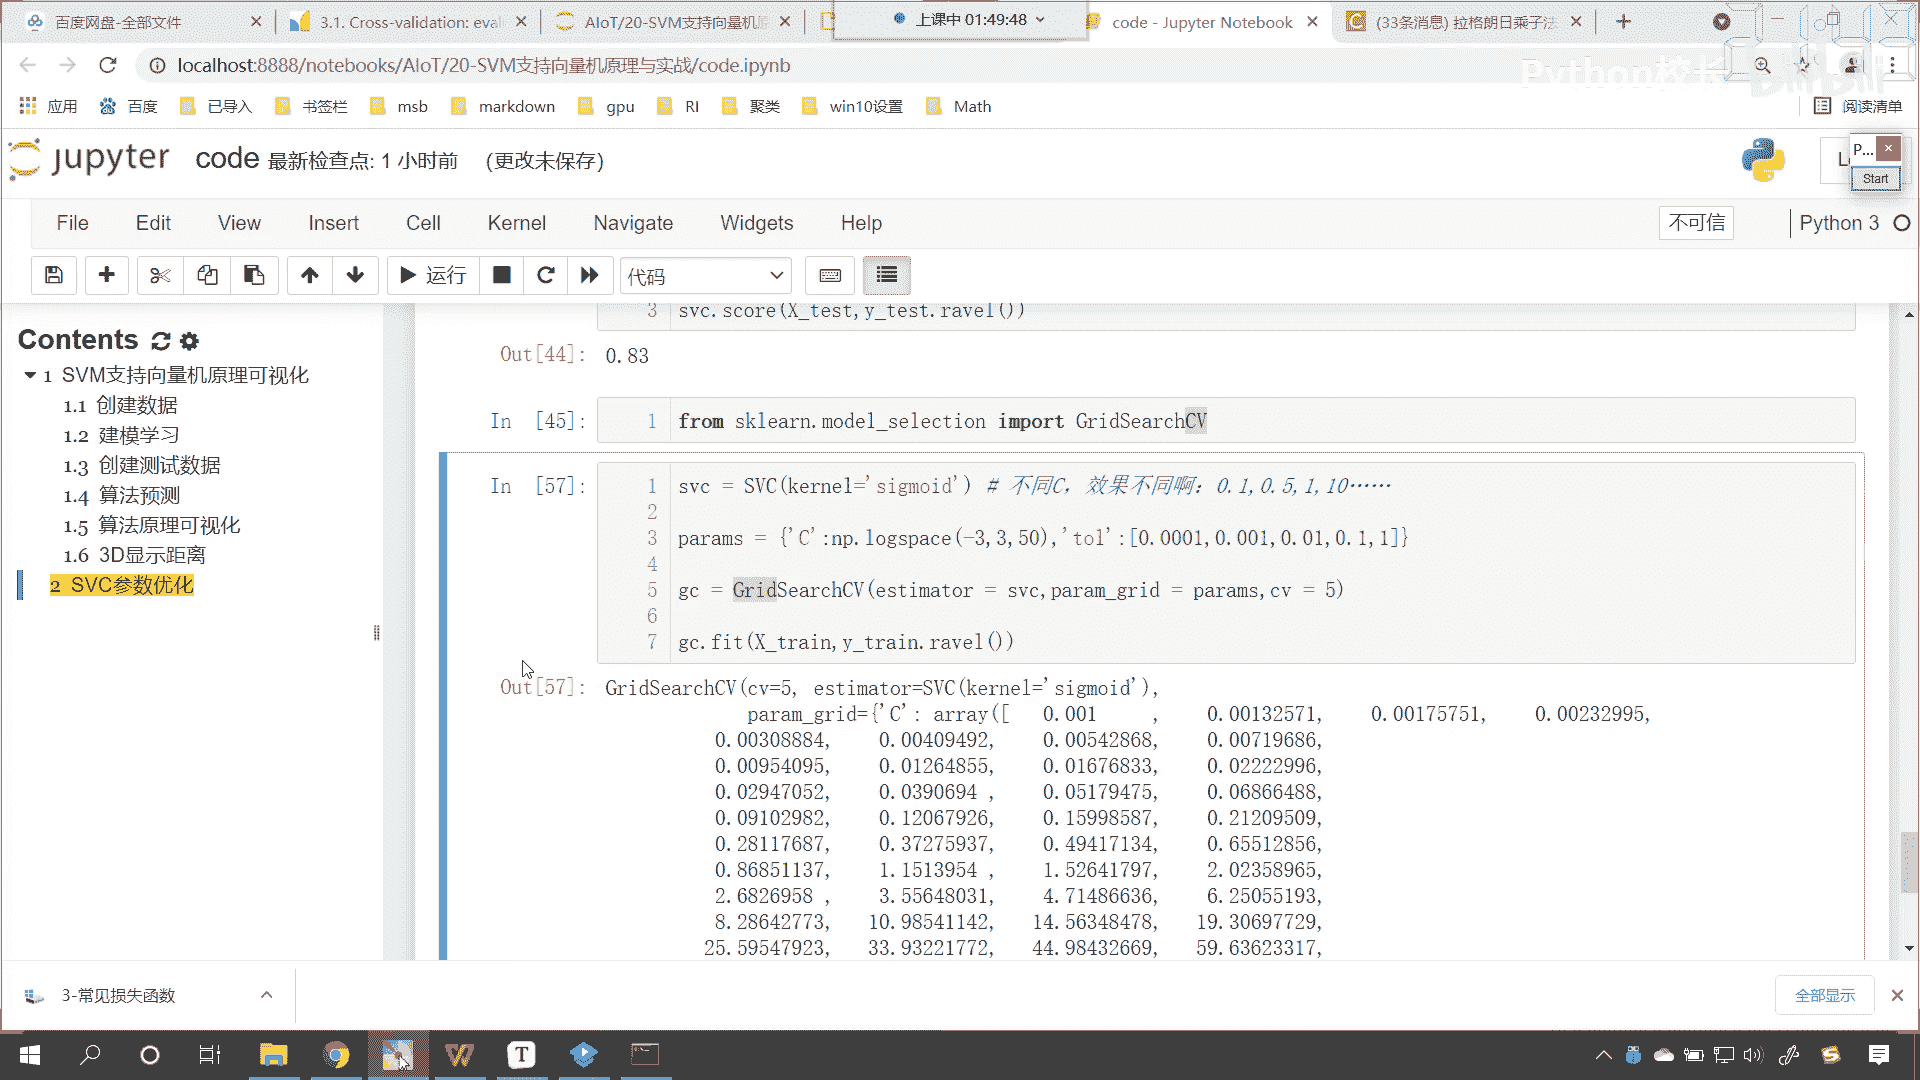 百度网盘-全部文件
3.1. Cross-validation: eval
AIoT/20-SVM支持向量机原
上课中 01:49:48
code - Jupyter Notebook
(33条消息) 拉格朗日乘子法
localhost:8888/notebooks/AIoT/20-SVM支持向量机原理与实战/code.ipynb
Python校长
应用
百度
已导入
书签栏
msb
markdown
gpu
RI
聚类
win10设置
Math
阅读清单
jupyter code 最新检查点: 1 小时前 (更改未保存)
P...
Start
File Edit View Insert Cell Kernel Navigate Widgets Help
不可信
Python 3
运行
代码
Contents
1 SVM支持向量机原理可视化
1.1 创建数据
1.2 建模学习
1.3 创建测试数据
1.4 算法预测
1.5 算法原理可视化
1.6 3D显示距离
2 SVC参数优化
3 svc.score(X_test,y_test.ravel())
Out[44]: 0.83
In [45]: 1 from sklearn.model_selection import GridSearchCV
In [57]: 1 svc = SVC(kernel='sigmoid') # 不同C，效果不同啊：0.1,0.5,1,10……
2
3 params = {'C':np.logspace(-3,3,50),'tol':[0.0001,0.001,0.01,0.1,1]}
4
5 gc = GridSearchCV(estimator = svc,param_grid = params,cv = 5)
6
7 gc.fit(X_train,y_train.ravel())
Out[57]: GridSearchCV(cv=5, estimator=SVC(kernel='sigmoid'),
param_grid={'C': array([ 0.001 , 0.00132571, 0.00175751, 0.00232995,
0.00308884, 0.00409492, 0.00542868, 0.00719686,
0.00954095, 0.01264855, 0.01676833, 0.02222996,
0.02947052, 0.0390694 , 0.05179475, 0.06866488,
0.09102982, 0.12067926, 0.15998587, 0.21209509,
0.28117687, 0.37275937, 0.49417134, 0.65512856,
0.86851137, 1.1513954 , 1.52641797, 2.02358965,
2.6826958 , 3.55648031, 4.71486636, 6.25055193,
8.28642773, 10.98541142, 14.56348478, 19.30697729,
25.59547923, 33.93221772, 44.98432669, 59.63623317,
3-常见损失函数
全部显示